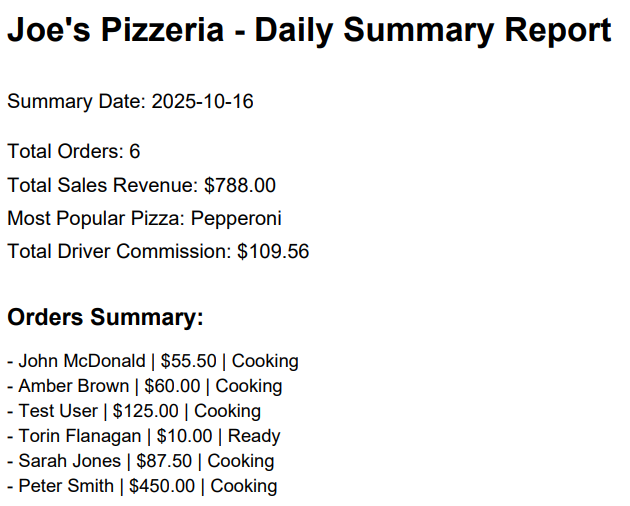 Joe's Pizzeria - Daily Summary Report
Summary Date: 2025-10-16
Total Orders: 6
Total Sales Revenue: $788.00
Most Popular Pizza: Pepperoni
Total Driver Commission: $109.56
Orders Summary:
- John McDonald | $55.50 | Cooking
- Amber Brown | $60.00 | Cooking
- Test User | $125.00 | Cooking
- Torin Flanagan | $10.00 | Ready
- Sarah Jones | $87.50 | Cooking
- Peter Smith | $450.00 | Cooking